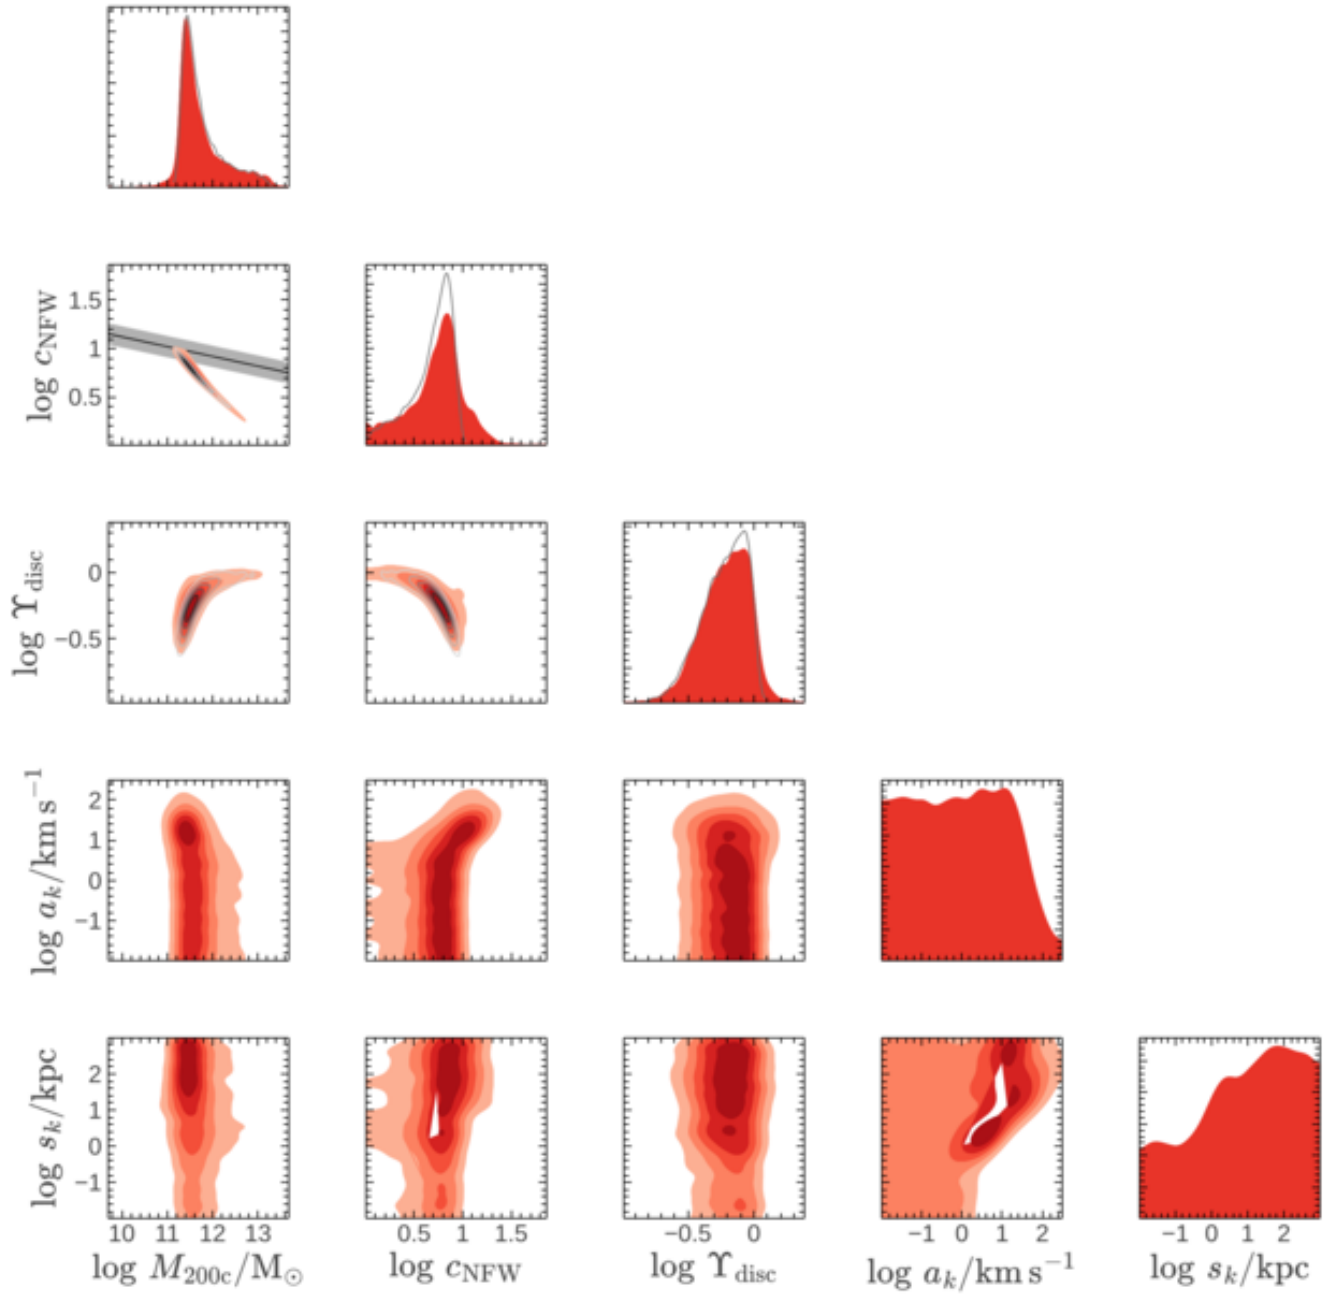 log c_NFW
1.5
1
0.5
log ϒ_disc
0
−0.5
log a_k/km s⁻¹
2
1
0
−1
log s_k/kpc
2
1
0
−1
10 11 12 13
0.5 1 1.5
−0.5 0
−1 0 1 2
−1 0 1 2
log M_200c/M_⊙
log c_NFW
log ϒ_disc
log a_k/km s⁻¹
log s_k/kpc